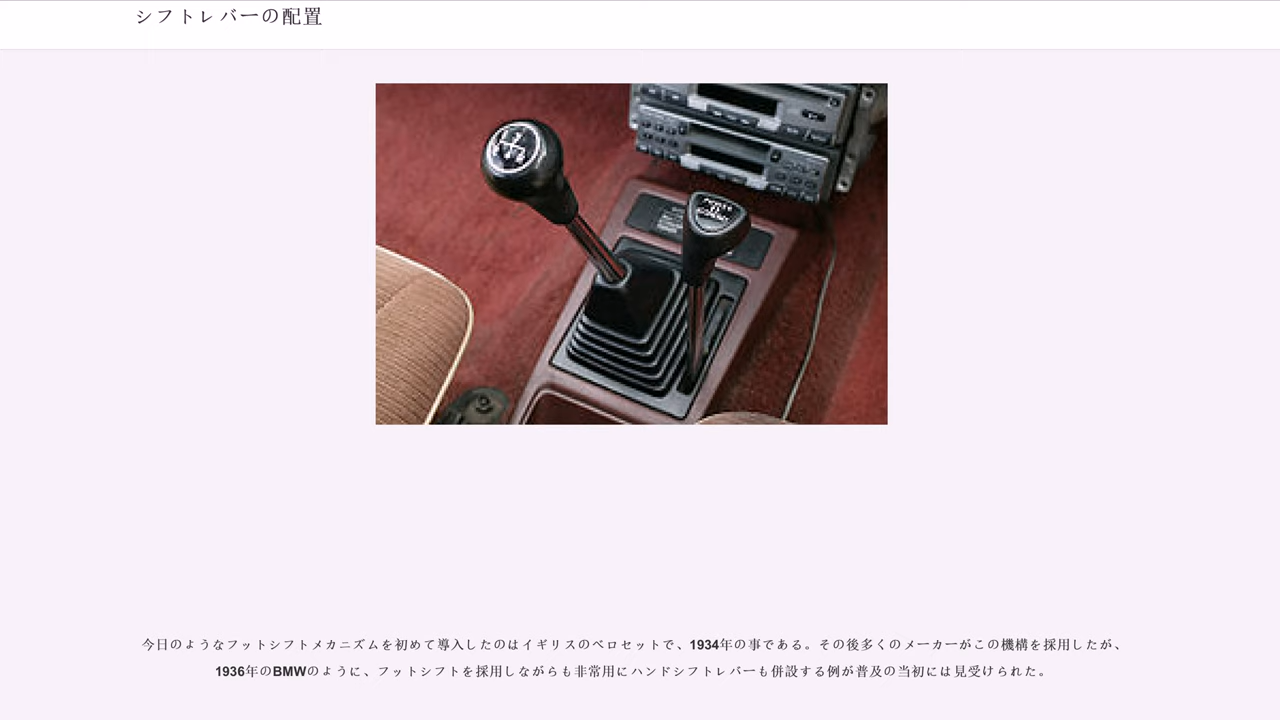 シフトレバーの配置
今日のようなフットシフトメカニズムを初めて導入したのはイギリスのベロセットで、1934年の事である。その後多くのメーカーがこの機構を採用したが、
1936年のBMWのように、フットシフトを採用しながらも非常用にハンドシフトレバーも併設する例が普及の当初には見受けられた。